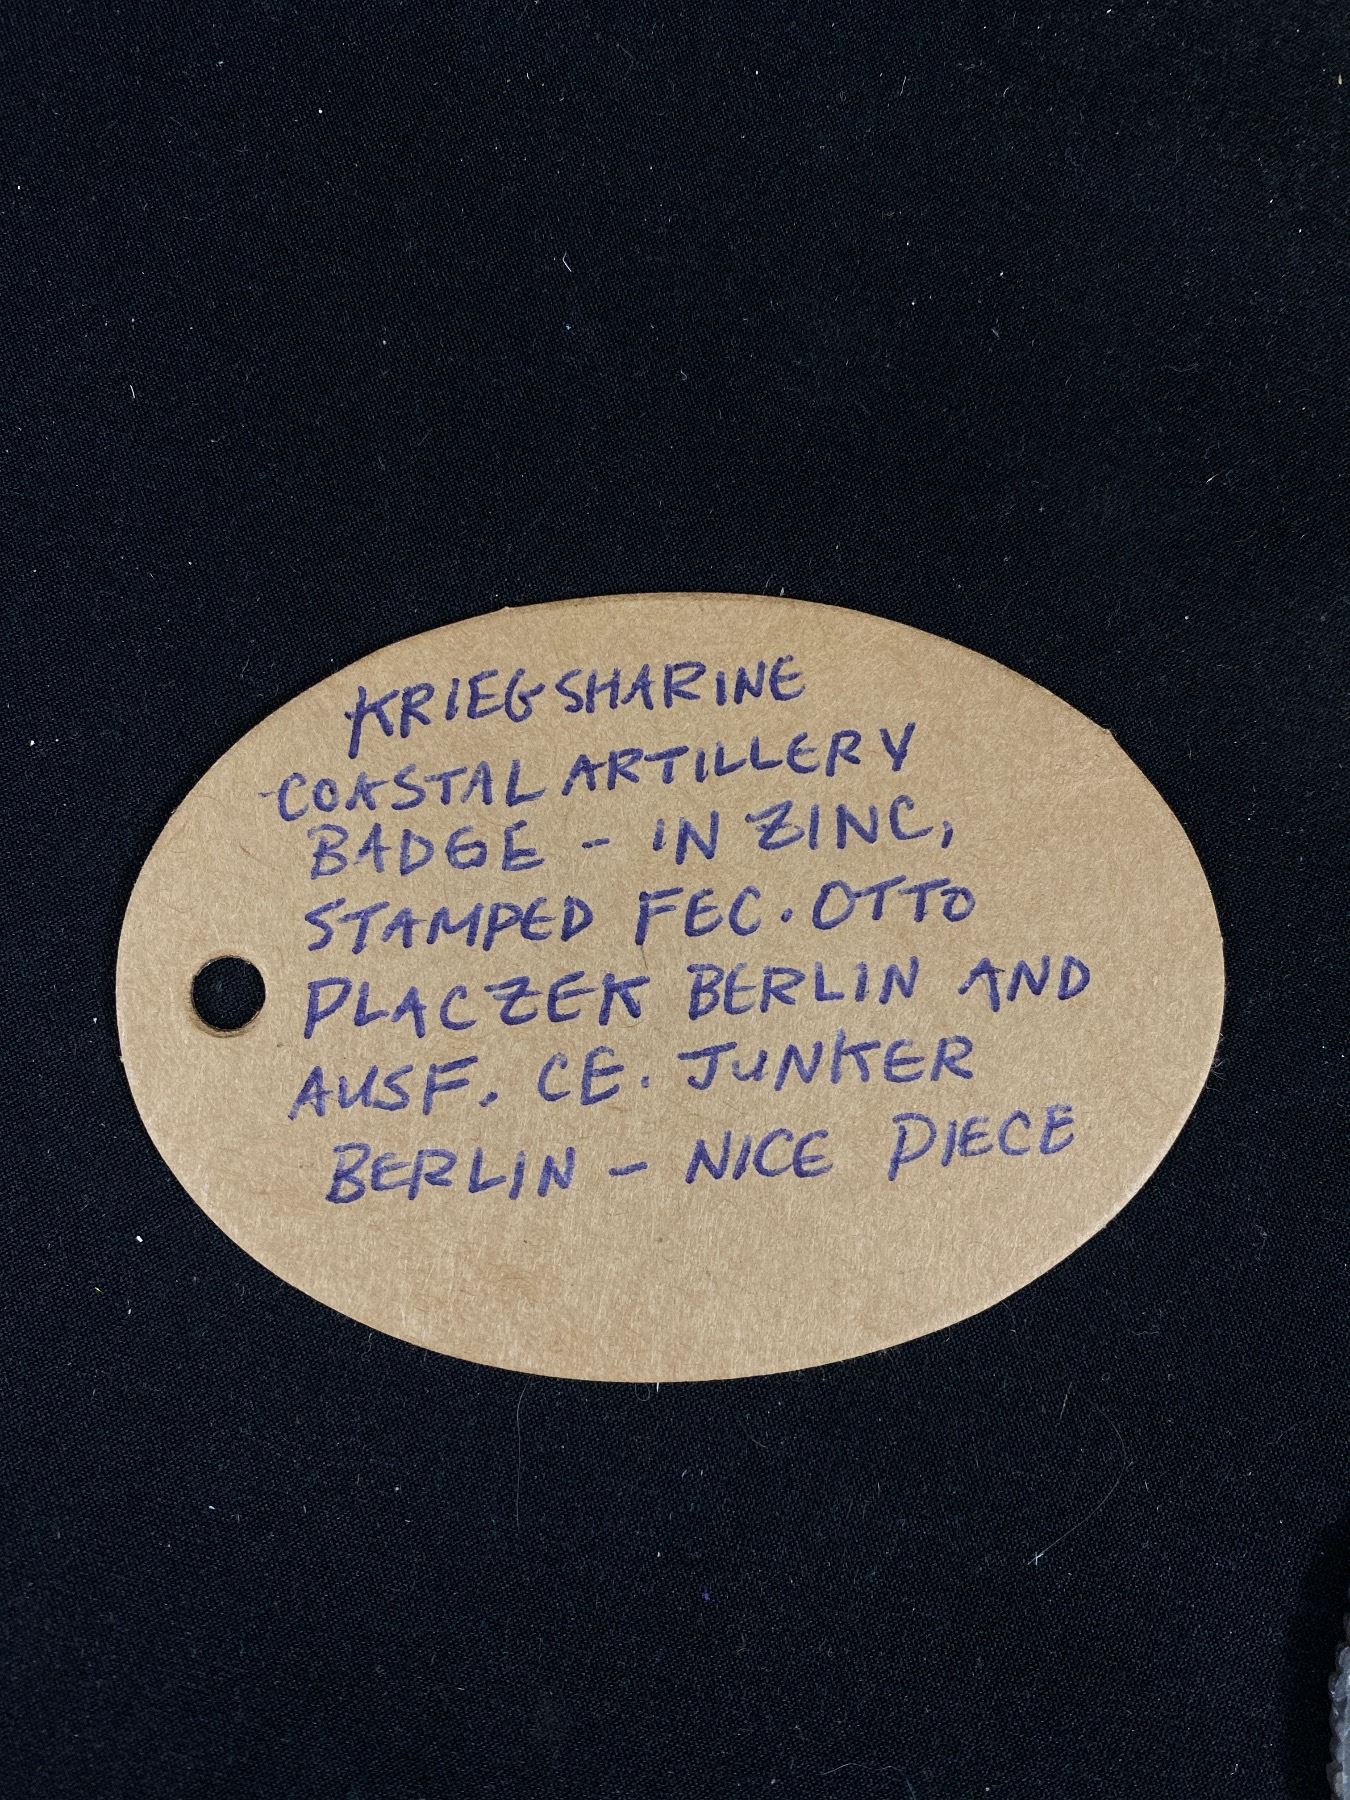 KRIEGSHARINE
COASTAL ARTILLERY
BADGE - IN ZINC,
STAMPED FEC. OTTO
PLACZEK BERLIN AND
AUSF. CE. JUNKER
BERLIN - NICE PIECE